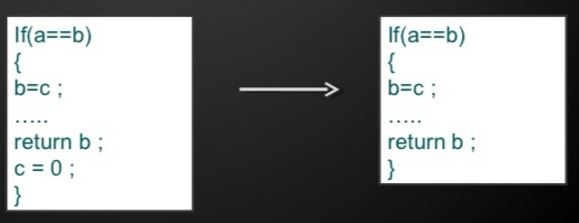 If(a==b)
{
b=c ;
.....
return b ;
c = 0 ;
}
If(a==b)
{
b=c ;
.....
return b ;
}